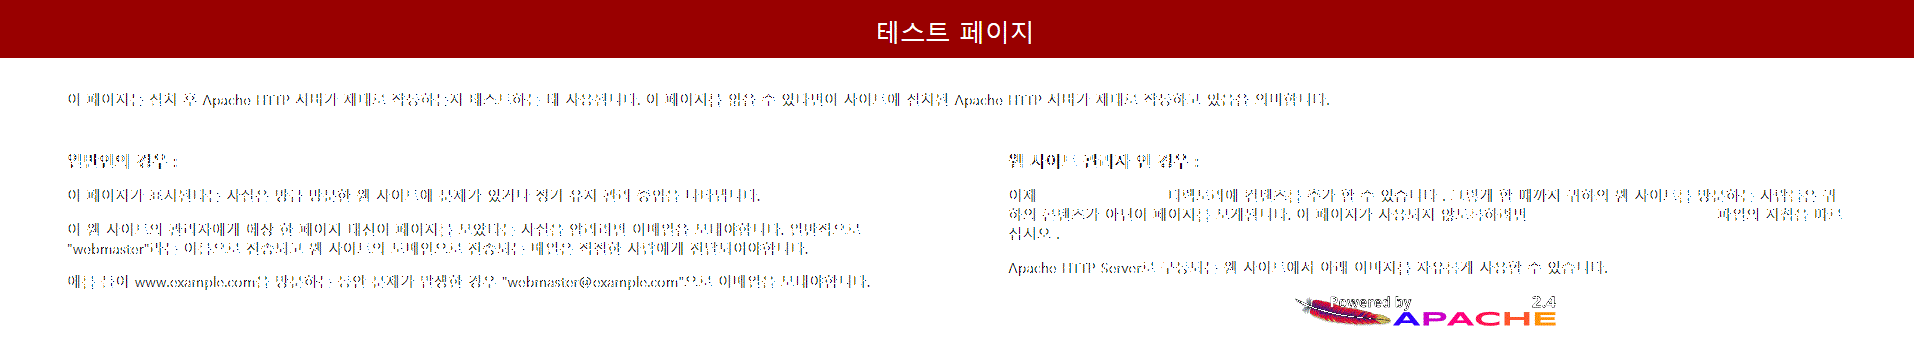 테스트 페이지
이 페이지는 설치 후 Apache HTTP 서버가 제대로 작동하는지 테스트하는 데 사용됩니다. 이 페이지를 읽을 수 있다면이 사이트에 설치된 Apache HTTP 서버가 제대로 작동하고 있음을 의미합니다.
일반인의 경우 :
이 페이지가 표시된다는 사실은 방금 방문한 웹 사이트에 문제가 있거나 정기 유지 관리 중임을 나타냅니다.
이 웹 사이트의 관리자에게 예상 한 페이지 대신이 페이지를 보았다는 사실을 알리려면 이메일을 보내야합니다. 일반적으로
"webmaster"라는 이름으로 전송되고 웹 사이트의 도메인으로 전송되는 메일은 적절한 사람에게 전달되어야합니다.
예를 들어 www.example.com을 방문하는 동안 문제가 발생한 경우 "webmaster@example.com"으로 이메일을 보내야합니다.
웹 사이트 관리자 인 경우 :
이제 디렉토리에 컨텐츠를 추가 할 수 있습니다 . 그렇게 할 때까지 귀하의 웹 사이트를 방문하는 사람들은 귀
하의 콘텐츠가 아닌이 페이지를 보게됩니다. 이 페이지가 사용되지 않도록하려면 파일의 지침을 따르
십시오 .
Apache HTTP Server로 구동되는 웹 사이트에서 아래 이미지를 자유롭게 사용할 수 있습니다.
Powered by 2.4
APACHE